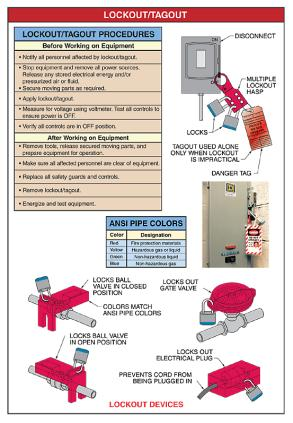 LOCKOUT/TAGOUT
LOCKOUT/TAGOUT PROCEDURES
Before Working on Equipment
• Notify all personnel affected by lockout/tagout.
• Stop equipment and remove all power sources.
Release any stored electrical energy and/or
pressurized air or fluid.
• Secure moving parts as required.
• Apply lockout/tagout.
• Measure for voltage using voltmeter. Test all controls to
ensure power is OFF.
• Verify all controls are in OFF position.
After Working on Equipment
• Remove tools, release secured moving parts, and
prepare equipment for operation.
• Make sure all affected personnel are clear of equipment.
• Replace all safety guards and controls.
• Remove lockout/tagout.
• Energize and test equipment.
DISCONNECT
ON
MULTIPLE
LOCKOUT
HASP
LOCKS
TAGOUT USED ALONE
ONLY WHEN LOCKOUT
IS IMPRACTICAL
DANGER TAG
ANSI PIPE COLORS
Color Designation
Red Fire protection materials
Yellow Hazardous gas or liquid
Green Non-hazardous liquid
Blue Non-hazardous gas
LOCKS BALL
VALVE IN CLOSED
POSITION
COLORS MATCH
ANSI PIPE COLORS
LOCKS OUT
GATE VALVE
LOCKS BALL VALVE
IN OPEN POSITION
LOCKS OUT
ELECTRICAL PLUG
PREVENTS CORD FROM
BEING PLUGGED IN
LOCKOUT DEVICES